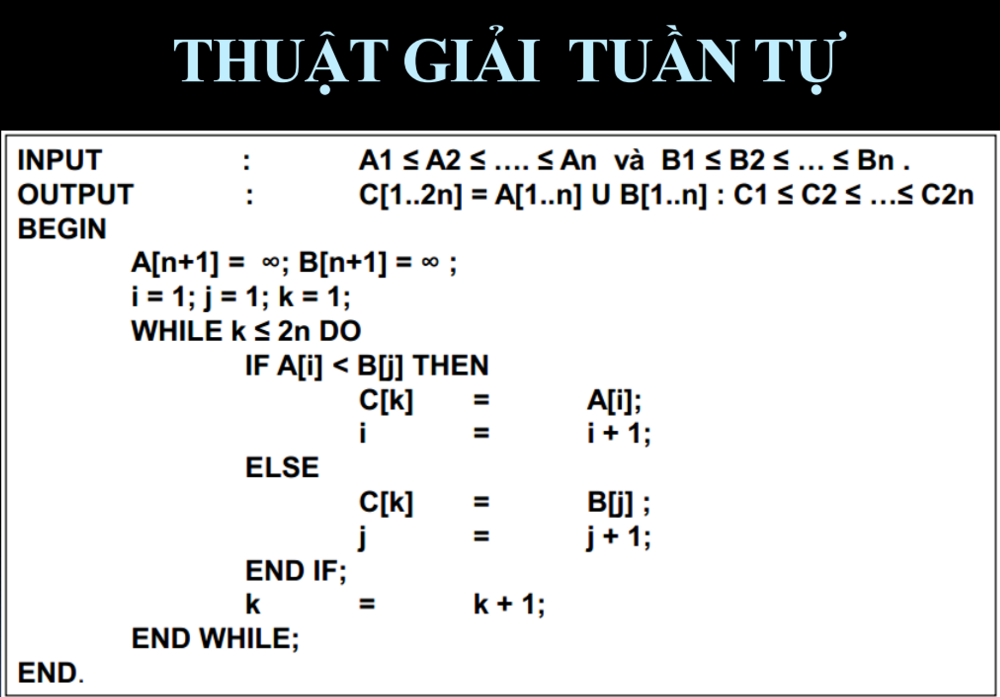 THUẬT GIẢI TUẦN TỰ
INPUT : A1 ≤ A2 ≤ .... ≤ An và B1 ≤ B2 ≤ ... ≤ Bn .
OUTPUT : C[1..2n] = A[1..n] U B[1..n] : C1 ≤ C2 ≤ ...≤ C2n
BEGIN
A[n+1] = ∞; B[n+1] = ∞ ;
i = 1; j = 1; k = 1;
WHILE k ≤ 2n DO
IF A[i] < B[j] THEN
C[k] = A[i];
i = i + 1;
ELSE
C[k] = B[j] ;
j = j + 1;
END IF;
k = k + 1;
END WHILE;
END.